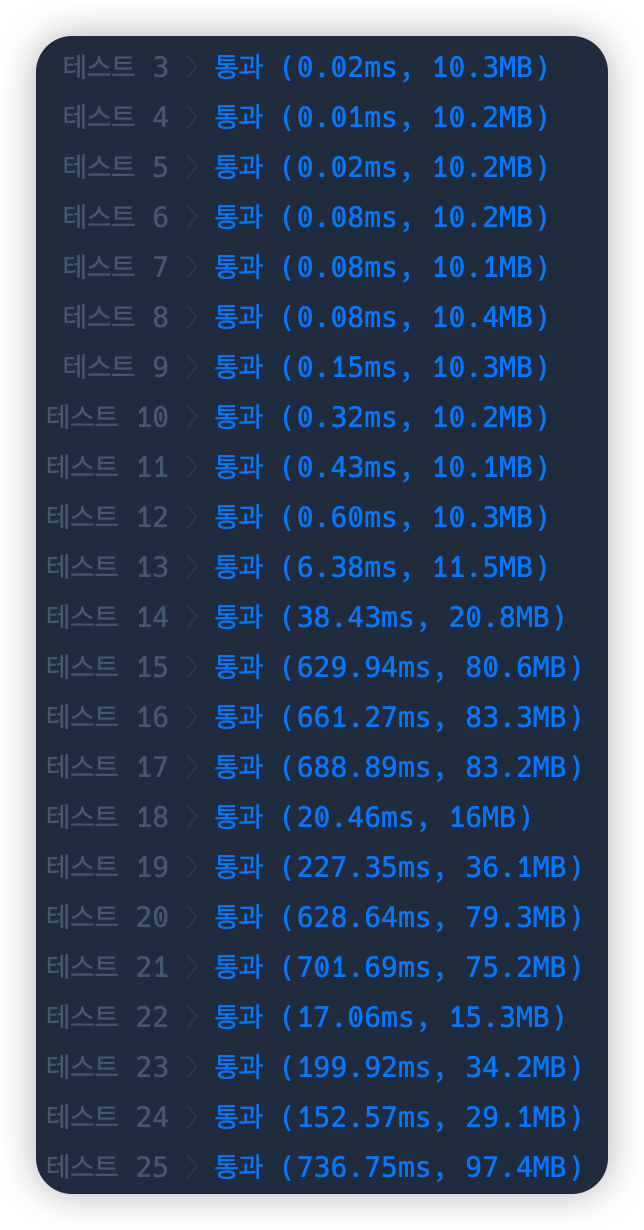 테스트 3 〉 통과 (0.02ms, 10.3MB)
테스트 4 〉 통과 (0.01ms, 10.2MB)
테스트 5 〉 통과 (0.02ms, 10.2MB)
테스트 6 〉 통과 (0.08ms, 10.2MB)
테스트 7 〉 통과 (0.08ms, 10.1MB)
테스트 8 〉 통과 (0.08ms, 10.4MB)
테스트 9 〉 통과 (0.15ms, 10.3MB)
테스트 10 〉 통과 (0.32ms, 10.2MB)
테스트 11 〉 통과 (0.43ms, 10.1MB)
테스트 12 〉 통과 (0.60ms, 10.3MB)
테스트 13 〉 통과 (6.38ms, 11.5MB)
테스트 14 〉 통과 (38.43ms, 20.8MB)
테스트 15 〉 통과 (629.94ms, 80.6MB)
테스트 16 〉 통과 (661.27ms, 83.3MB)
테스트 17 〉 통과 (688.89ms, 83.2MB)
테스트 18 〉 통과 (20.46ms, 16MB)
테스트 19 〉 통과 (227.35ms, 36.1MB)
테스트 20 〉 통과 (628.64ms, 79.3MB)
테스트 21 〉 통과 (701.69ms, 75.2MB)
테스트 22 〉 통과 (17.06ms, 15.3MB)
테스트 23 〉 통과 (199.92ms, 34.2MB)
테스트 24 〉 통과 (152.57ms, 29.1MB)
테스트 25 〉 통과 (736.75ms, 97.4MB)